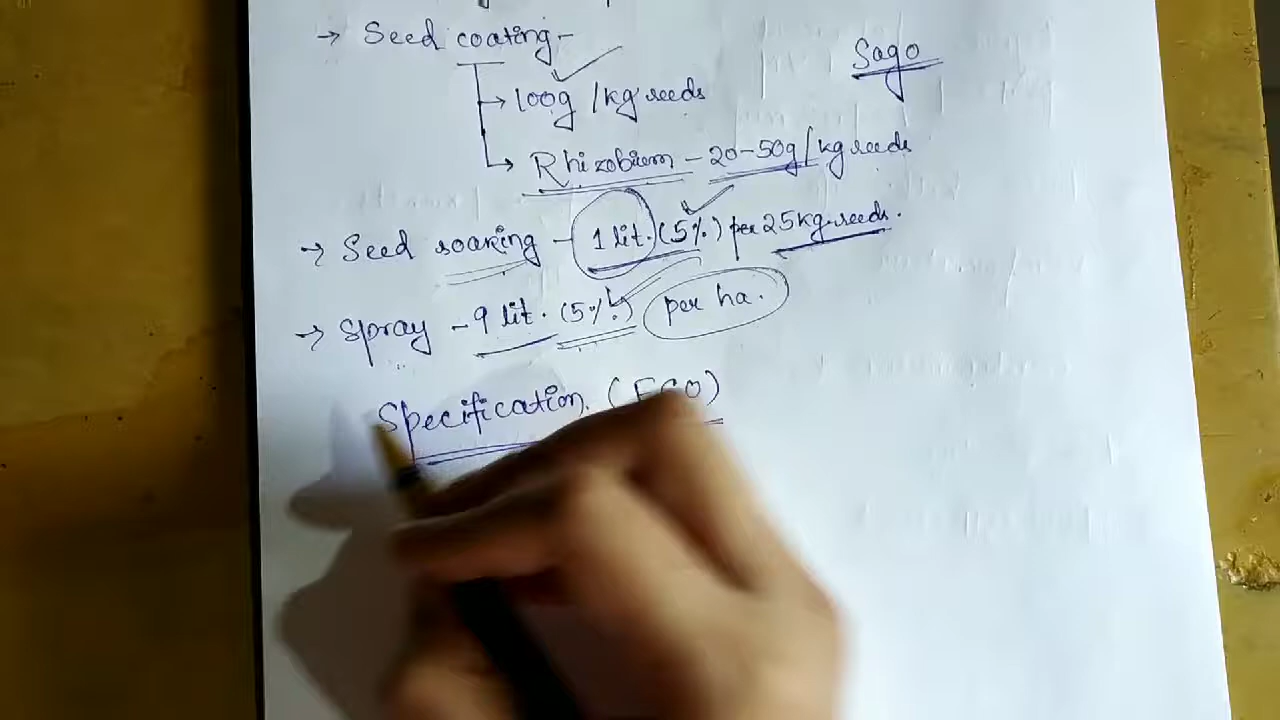 → Seed coating-
Sago
→ 100g /kg seeds
→ Rhizobium - 20-50g/kg seeds
→ Seed soaking - 1 lit. (5%) per 25kg seeds.
→ Spray - 9 lit. (5%) per ha.
Specification. (FCO)